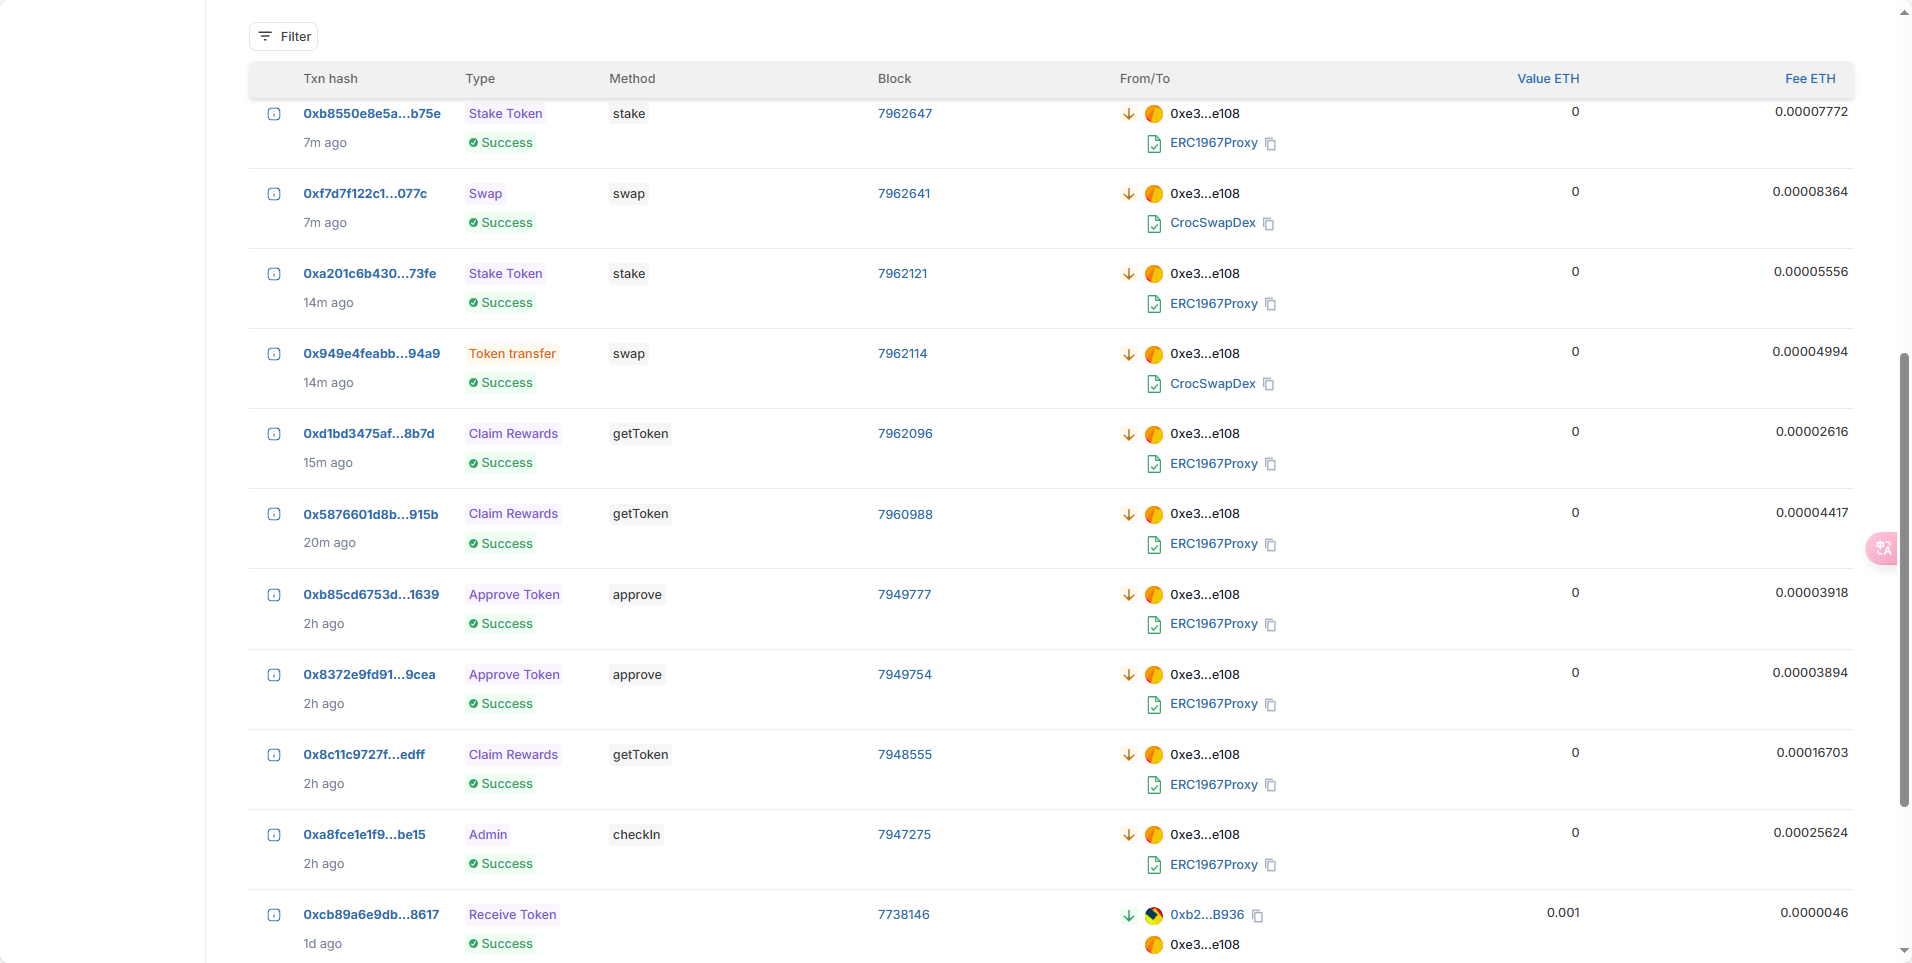 Filter
Txn hash Type Method Block From/To Value ETH Fee ETH
0xb8550e8e5a...b75e Stake Token stake 7962647 0xe3...e108 0 0.00007772
7m ago Success ERC1967Proxy
0xf7d7f122c1...077c Swap swap 7962641 0xe3...e108 0 0.00008364
7m ago Success CrocSwapDex
0xa201c6b430...73fe Stake Token stake 7962121 0xe3...e108 0 0.00005556
14m ago Success ERC1967Proxy
0x949e4feabb...94a9 Token transfer swap 7962114 0xe3...e108 0 0.00004994
14m ago Success CrocSwapDex
0xd1bd3475af...8b7d Claim Rewards getToken 7962096 0xe3...e108 0 0.00002616
15m ago Success ERC1967Proxy
0x5876601d8b...915b Claim Rewards getToken 7960988 0xe3...e108 0 0.00004417
20m ago Success ERC1967Proxy
0xb85cd6753d...1639 Approve Token approve 7949777 0xe3...e108 0 0.00003918
2h ago Success ERC1967Proxy
0x8372e9fd91...9cea Approve Token approve 7949754 0xe3...e108 0 0.00003894
2h ago Success ERC1967Proxy
0x8c11c9727f...edff Claim Rewards getToken 7948555 0xe3...e108 0 0.00016703
2h ago Success ERC1967Proxy
0xa8fce1e1f9...be15 Admin checkIn 7947275 0xe3...e108 0 0.00025624
2h ago Success ERC1967Proxy
0xcb89a6e9db...8617 Receive Token 7738146 0xb2...B936 0.001 0.0000046
1d ago Success 0xe3...e108